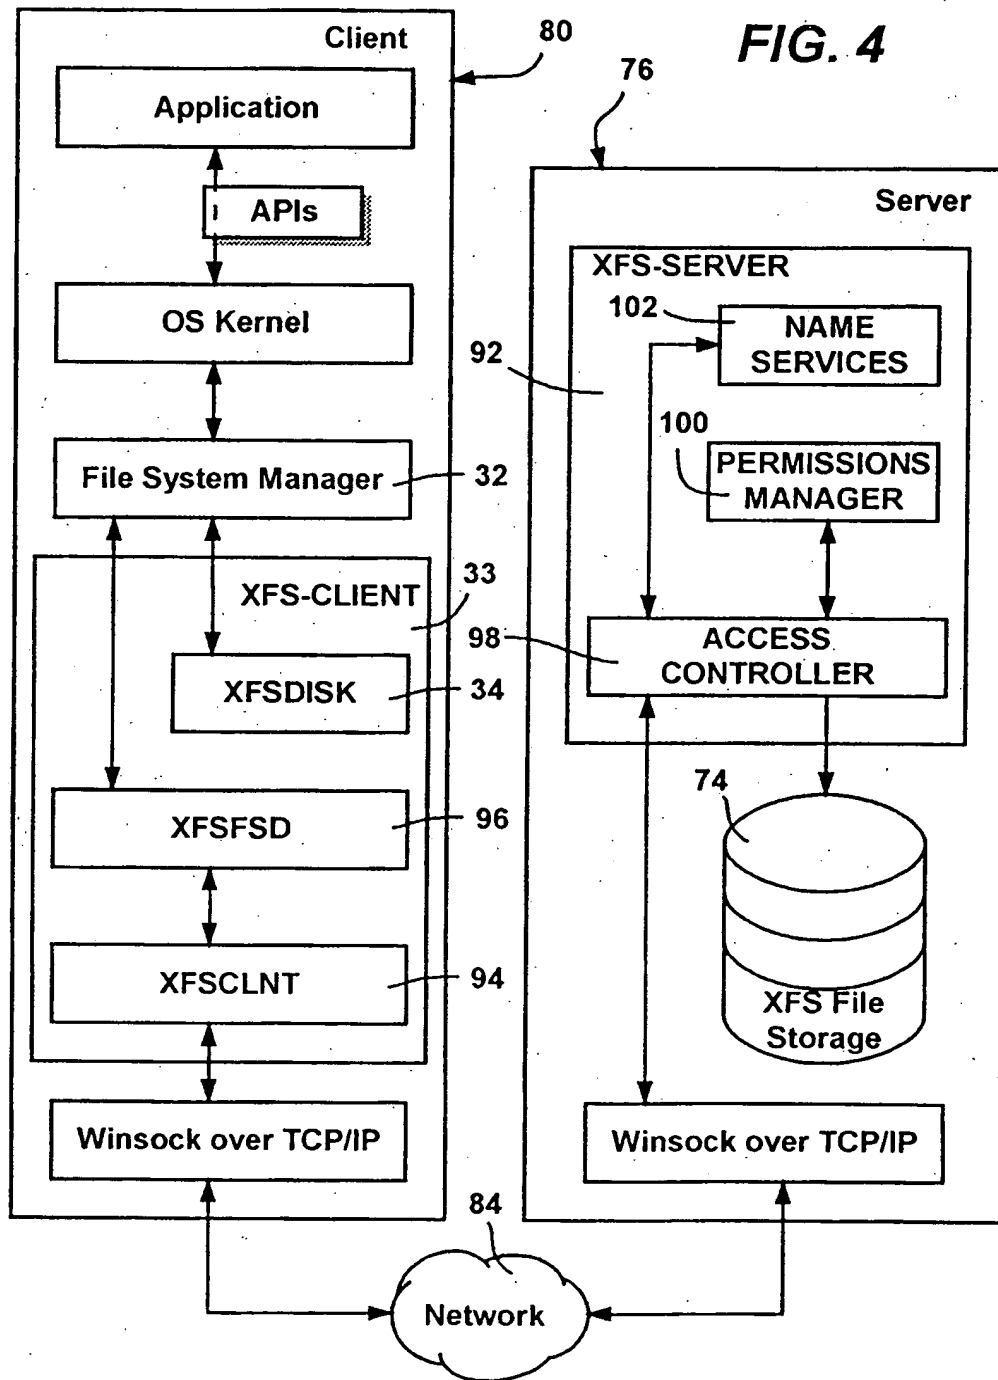 FIG. 4
Client
80
Application
APIs
OS Kernel
File System Manager
32
XFS-CLIENT
33
XFSDISK
34
XFSFSD
96
XFSCLNT
94
Winsock over TCP/IP
76
Server
XFS-SERVER
102
NAME
SERVICES
92
100
PERMISSIONS
MANAGER
98
ACCESS
CONTROLLER
74
XFS File
Storage
Winsock over TCP/IP
84
Network